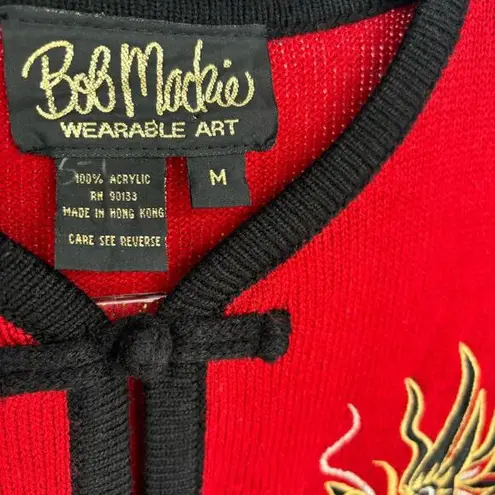 Bob Mackie
WEARABLE ART
M
100% ACRYLIC
RN 90133
MADE IN HONG KONG
CARE SEE REVERSE